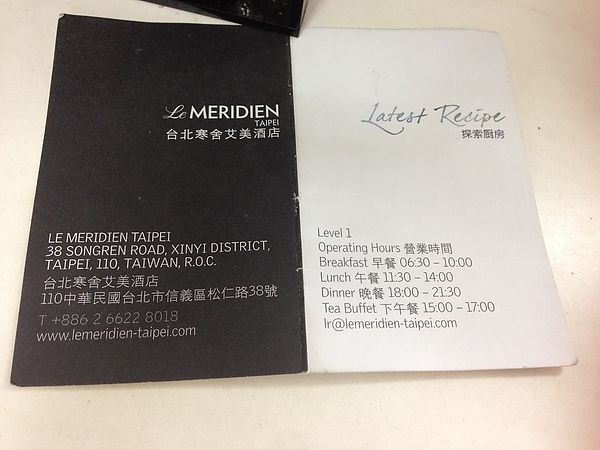 Le MERIDIEN
TAIPEI
台北寒舍艾美酒店
LE MERIDIEN TAIPEI
38 SONGREN ROAD, XINYI DISTRICT,
TAIPEI, 110, TAIWAN, R.O.C.
台北寒舍艾美酒店
110中華民國台北市信義區松仁路38號
T +886 2 6622 8018
www.lemeridien-taipei.com
Latest Recipe
探索廚房
Level 1
Operating Hours 營業時間
Breakfast 早餐 06:30 – 10:00
Lunch 午餐 11:30 – 14:00
Dinner 晚餐 18:00 – 21:30
Tea Buffet 下午餐 15:00 – 17:00
lr@lemeridien-taipei.com